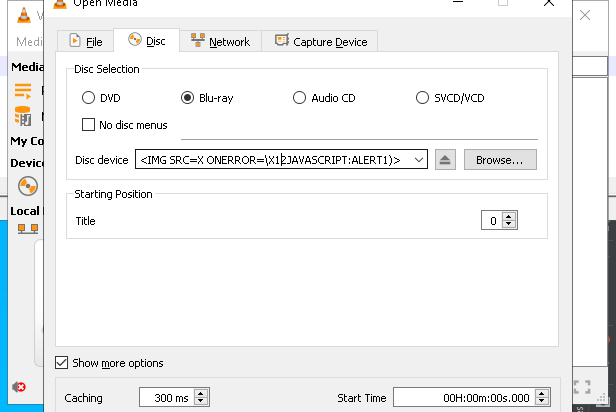 Open Media
V
Medi
Media
My Co
Device
Local
File
Disc
Network
Capture Device
Disc Selection
DVD
Blu-ray
Audio CD
SVCD/VCD
No disc menus
Disc device
<IMG SRC=X ONERROR=\X12JAVASCRIPT:ALERT1)>
Browse...
Starting Position
Title
0
Show more options
Caching
300 ms
Start Time
00H:00m:00s.000